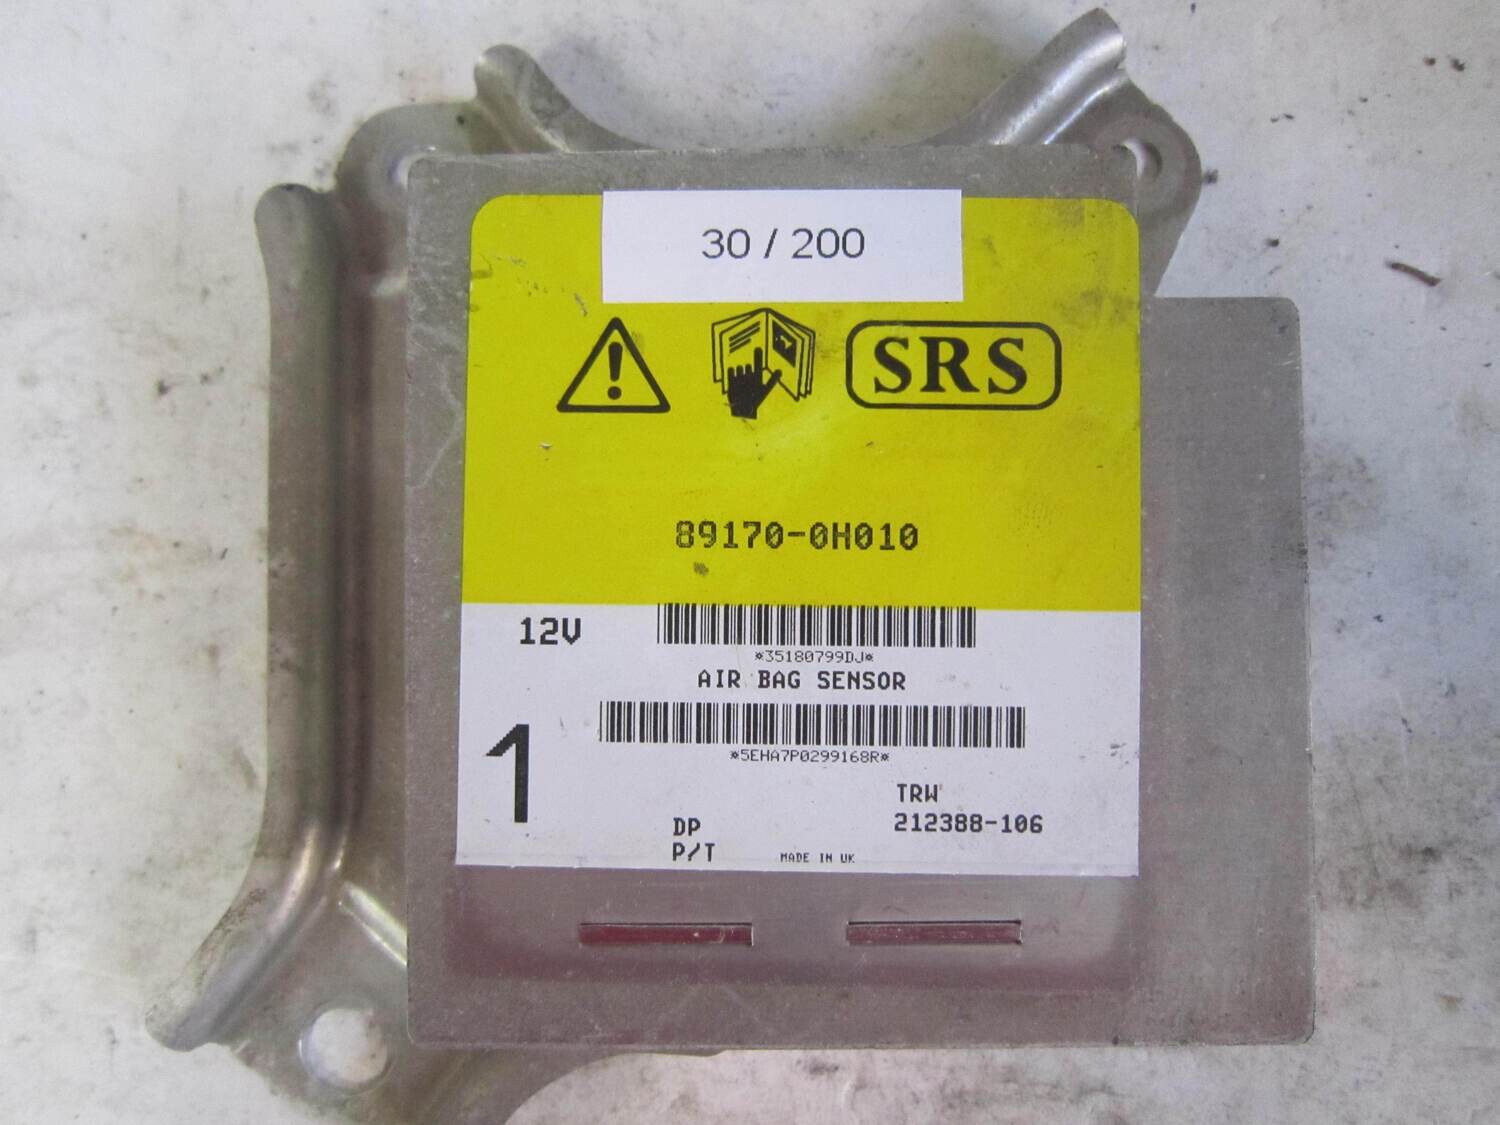 30 / 200
SRS
89170-0H010
12V
*35180799DJ*
AIR BAG SENSOR
*5EHA7P0299168R*
1
TRW
212388-106
DP
P/T
MADE IN UK